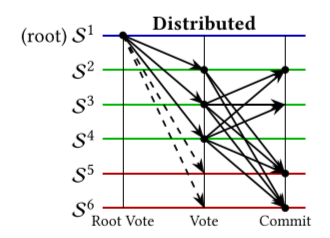 Distributed
(root) S¹
S²
S³
S⁴
S⁵
S⁶
Root Vote Vote Commit